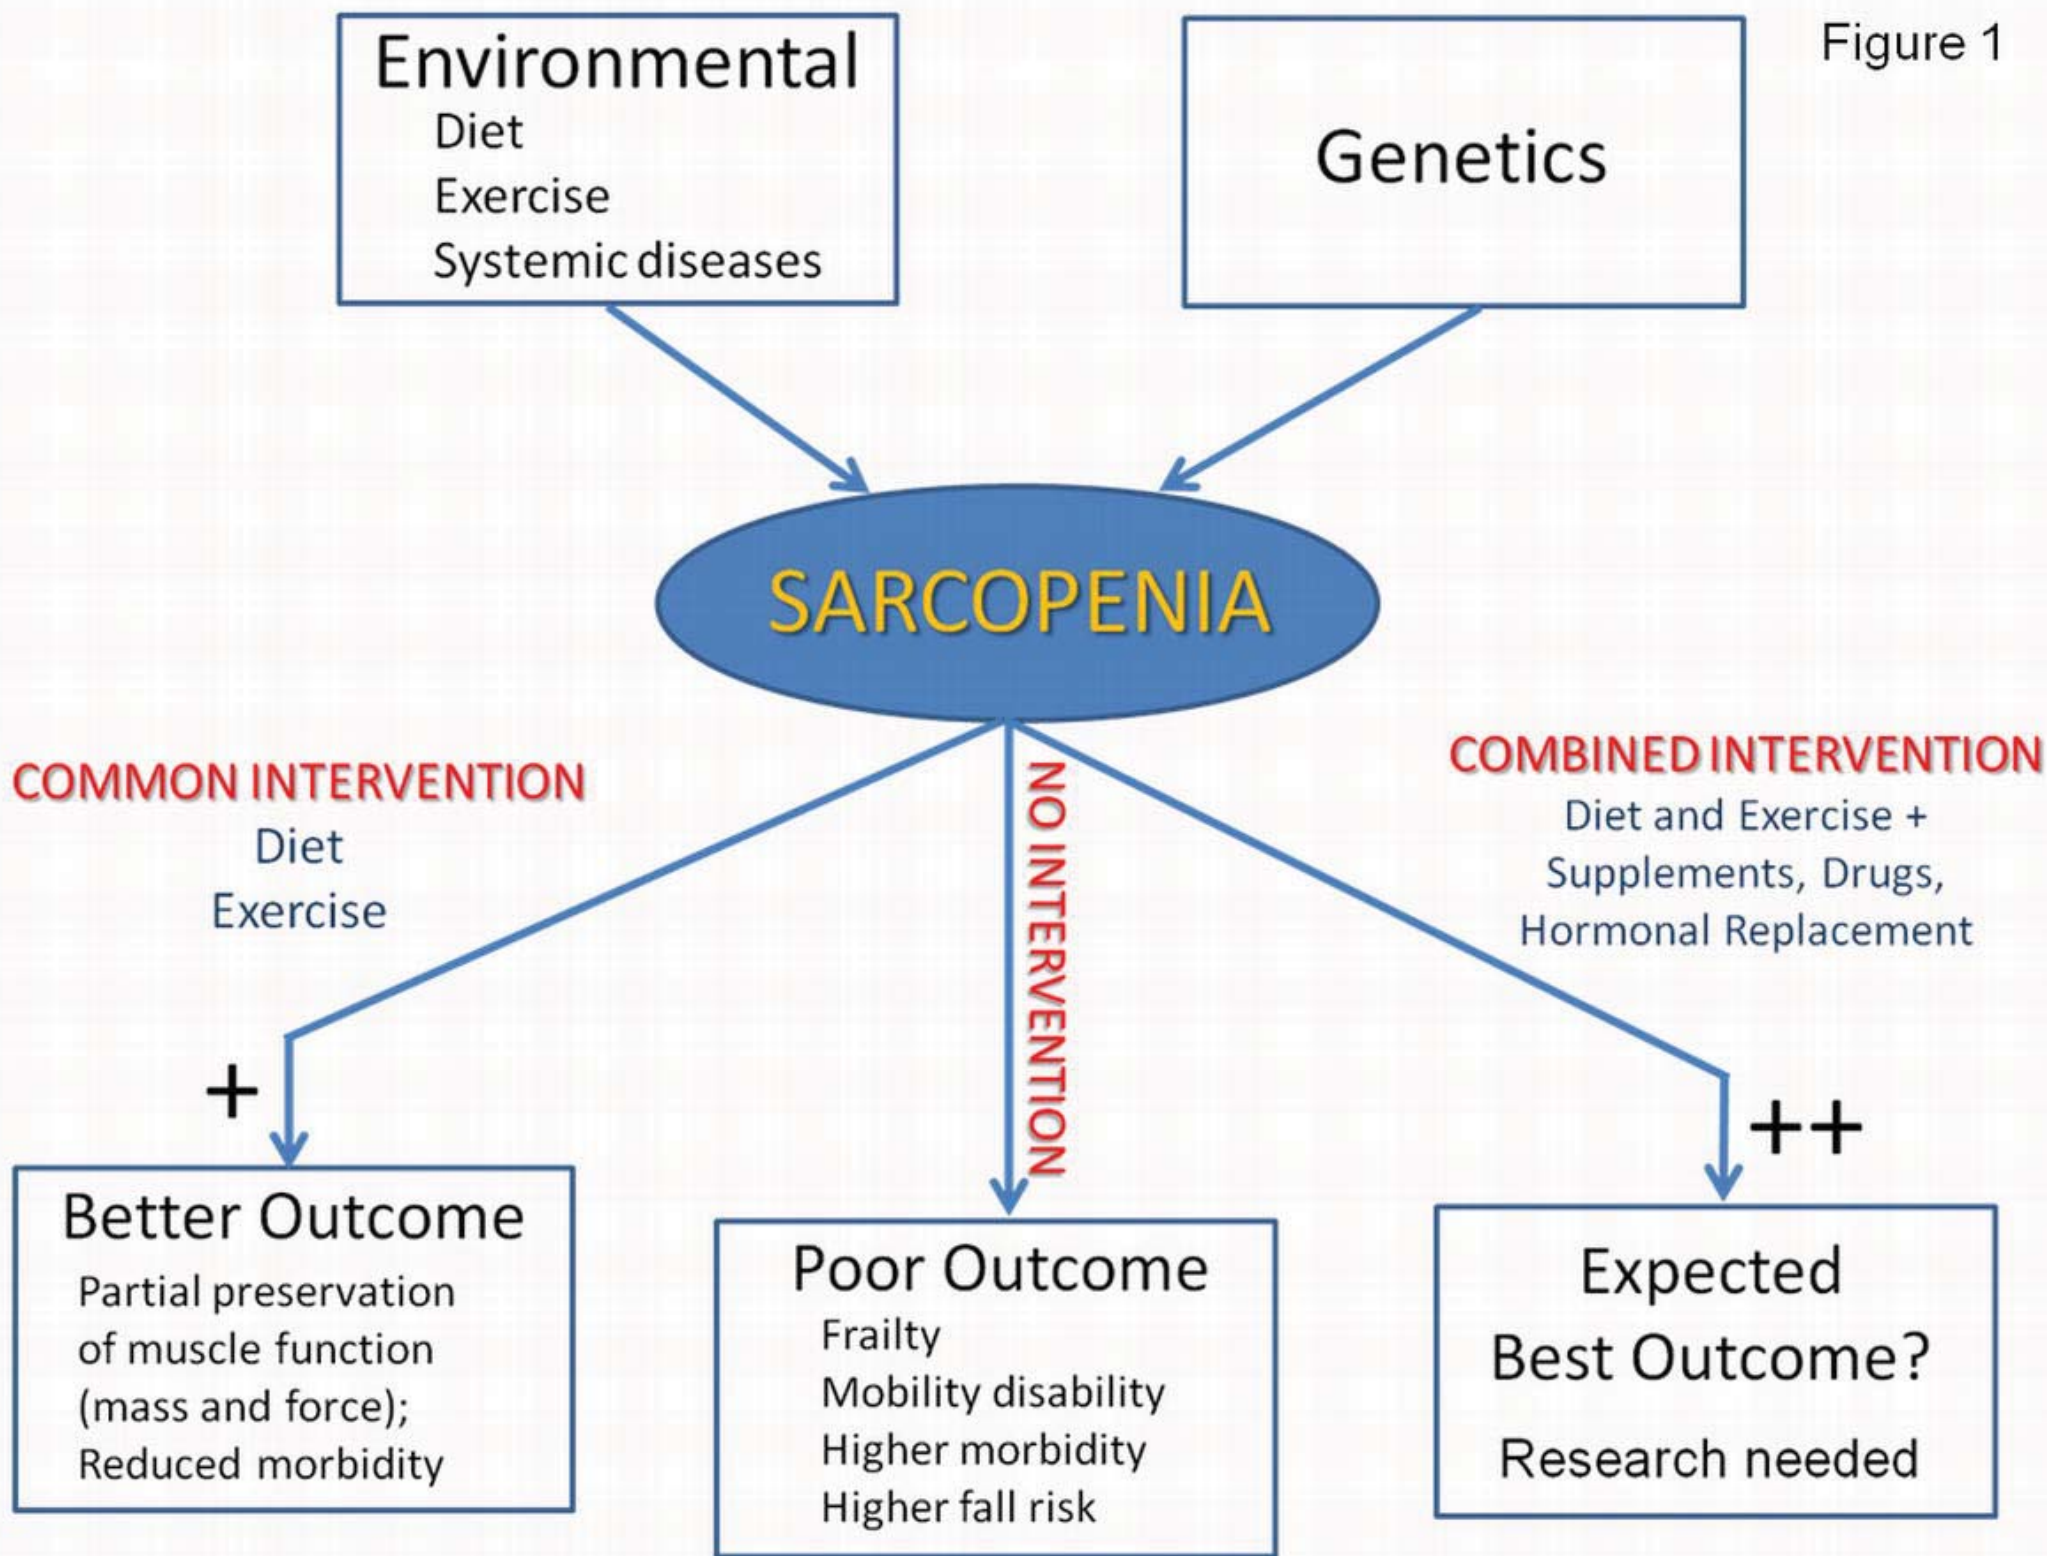 Figure 1
Environmental
Diet
Exercise
Systemic diseases
Genetics
SARCOPENIA
COMMON INTERVENTION
Diet
Exercise
NO INTERVENTION
COMBINED INTERVENTION
Diet and Exercise +
Supplements, Drugs,
Hormonal Replacement
+
++
Better Outcome
Partial preservation
of muscle function
(mass and force);
Reduced morbidity
Poor Outcome
Frailty
Mobility disability
Higher morbidity
Higher fall risk
Expected
Best Outcome?
Research needed